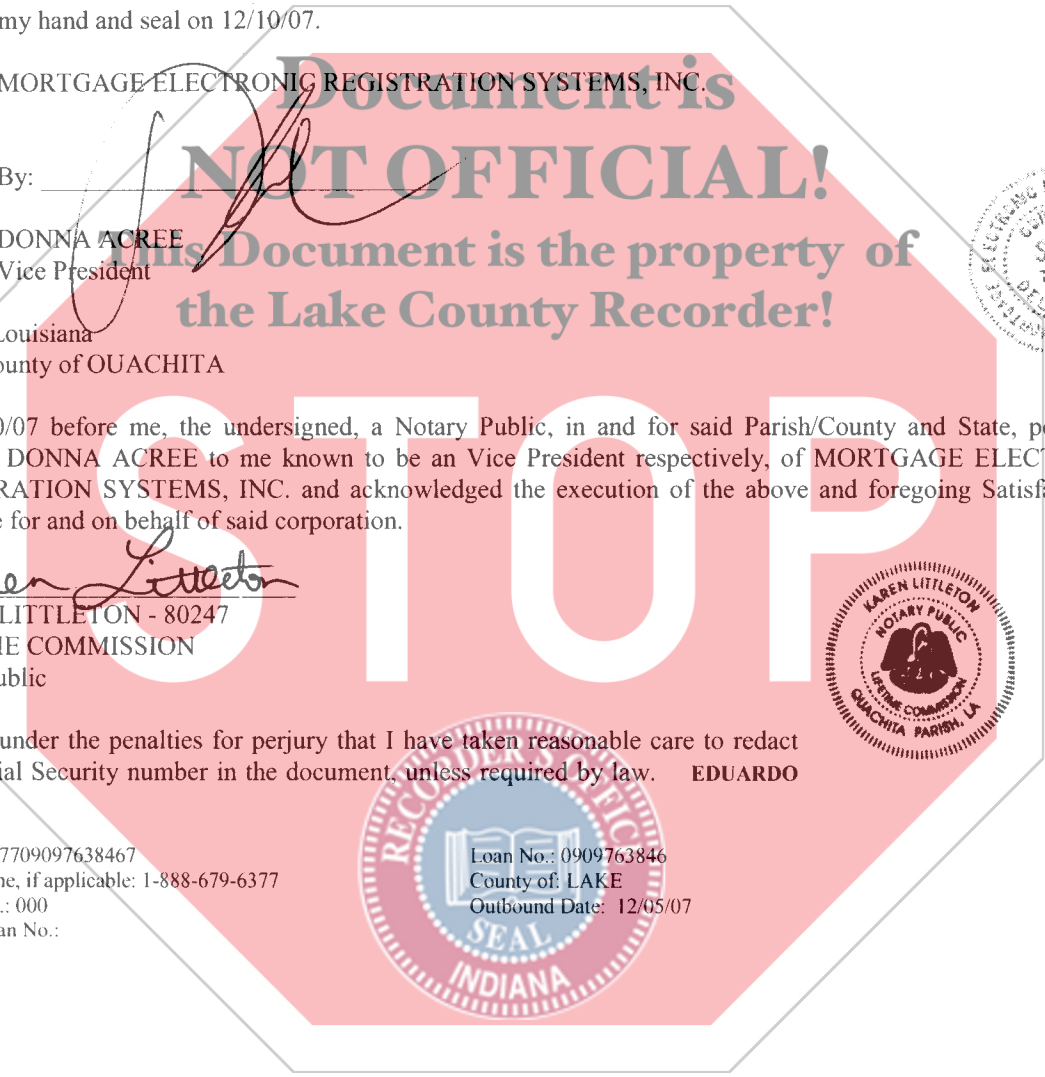 my hand and seal on 12/10/07.
MORTGAGE ELECTRONIC REGISTRATION SYSTEMS, INC.
Document is
NOT OFFICIAL!
This Document is the property of
the Lake County Recorder!
By:
DONNA ACREE
Vice President
Louisiana
ounty of OUACHITA
0/07 before me, the undersigned, a Notary Public, in and for said Parish/County and State, pe
DONNA ACREE to me known to be an Vice President respectively, of MORTGAGE ELECT
RATION SYSTEMS, INC. and acknowledged the execution of the above and foregoing Satisfa
e for and on behalf of said corporation.
STOP
en Littleton
LITTLETON - 80247
IE COMMISSION
ublic
KAREN LITTLETON
NOTARY PUBLIC
LIFETIME COMMISSION
OUACHITA PARISH, LA
under the penalties for perjury that I have taken reasonable care to redact
ial Security number in the document, unless required by law. EDUARDO
RECORDER'S OFFICE
SEAL
INDIANA
7709097638467
ne, if applicable: 1-888-679-6377
.: 000
an No.:
Loan No.: 0909763846
County of: LAKE
Outbound Date: 12/05/07